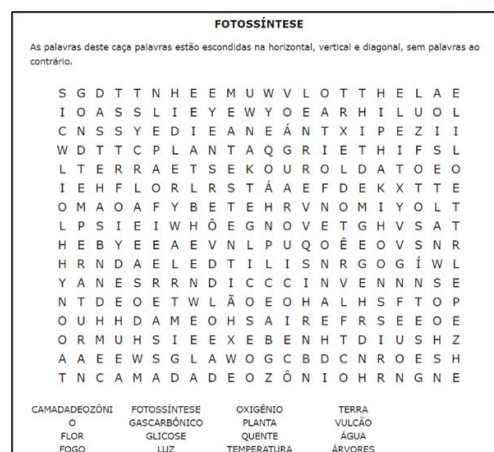 FOTOSSÍNTESE
As palavras deste caça palavras estão escondidas na horizontal, vertical e diagonal, sem palavras ao
contrário.
S G D T T N H E E M U W V L O T T H E L A E
I O A S S L I E Y E W Y O E A R H I L U O L
C N S S Y E D I E A N E Á N T X I P E Z I I
W D T T C P L A N T A Q G R I E T H I F S L
L T E R R A E T S E K O U R O L D A T O E O
I E H F L O R L R S T Á A E F D E K X T T E
O M A O A F Y B E T E H R V N O M I Y O L T
L P S I E I W H Ô E G N O V E T G H V S A T
H E B Y E E A E V N L P U Q O Ê E O V S N R
H R N D A E L E D T I L I S N R G O G Í W L
Y A N E S R R N D I C C C I N V E N N N S E
N T D E O E T W L Ã O E O H A L H S F T O P
O U H H D A M E O H S A I R E F R S E E O E
O R M U H S I E E X E B E N H T D I U S H Z
A A E E W S G L A W O G C B D C N R O E S H
T N C A M A D A D E O Z Ô N I O H R N G N E
CAMADADEOZÔNI FOTOSSÍNTESE OXIGÊNIO TERRA
O GASCARBÔNICO PLANTA VULCÃO
FLOR GLICOSE QUENTE ÁGUA
FOGO LUZ TEMPERATURA ÁRVORES